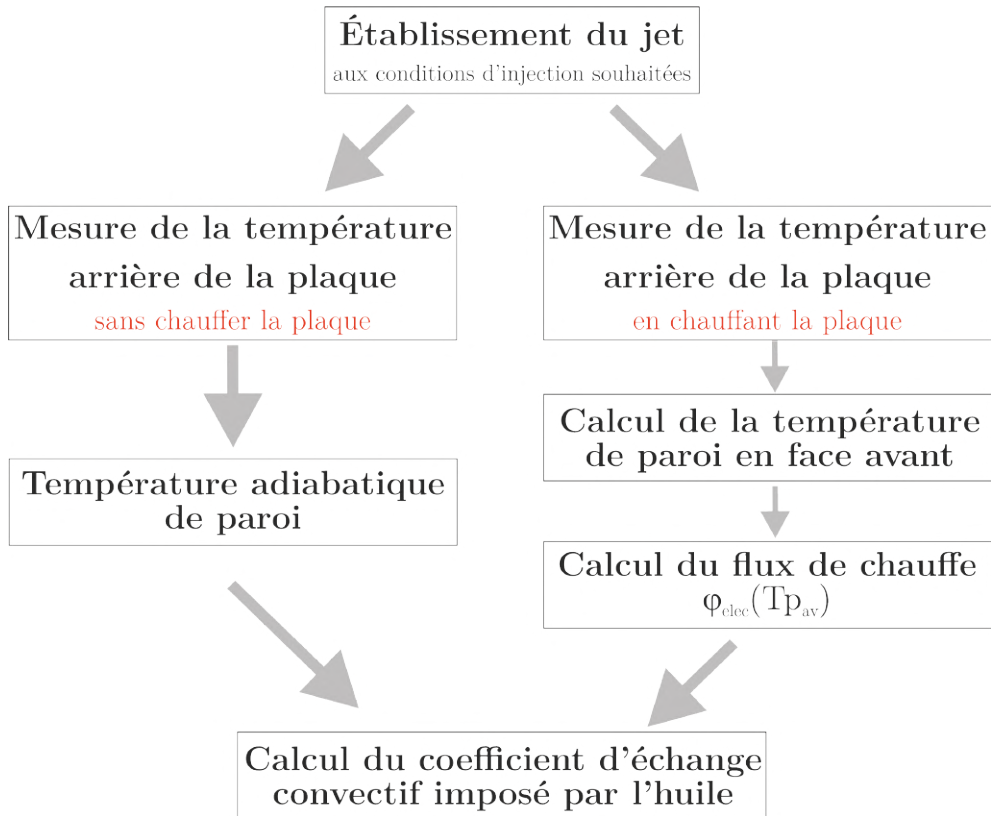 Établissement du jet
aux conditions d'injection souhaitées
Mesure de la température
arrière de la plaque
sans chauffer la plaque
Température adiabatique
de paroi
Mesure de la température
arrière de la plaque
en chauffant la plaque
Calcul de la température
de paroi en face avant
Calcul du flux de chauffe
φelec(Tpav)
Calcul du coefficient d'échange
convectif imposé par l'huile